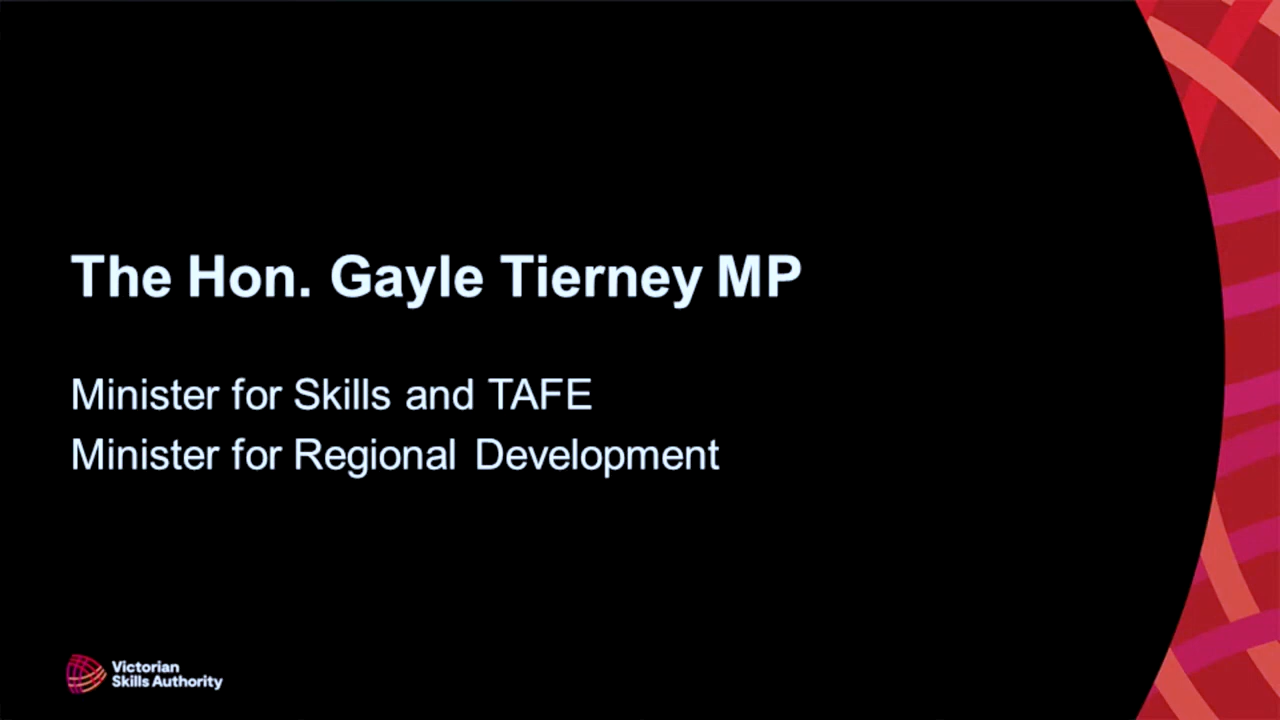 The Hon. Gayle Tierney MP
Minister for Skills and TAFE
Minister for Regional Development
Victorian
Skills Authority